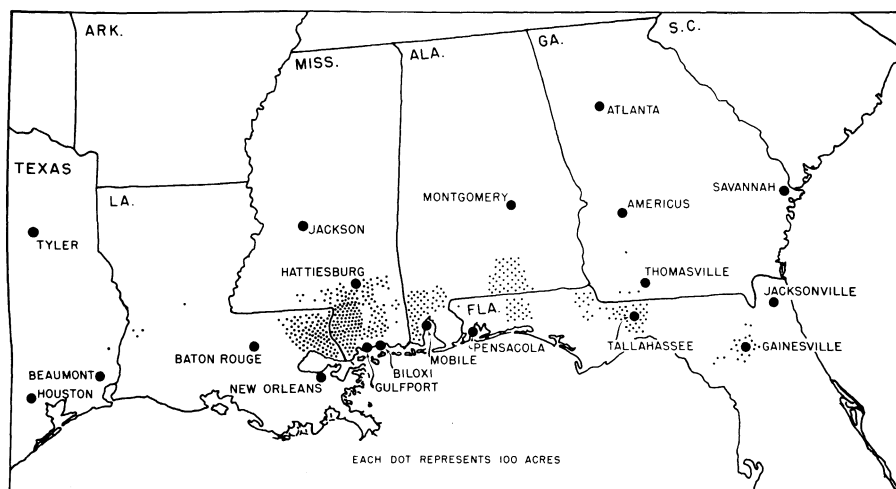 ARK.
S.C.
GA.
ALA.
MISS.
TEXAS
LA.
ATLANTA
SAVANNAH
MONTGOMERY
AMERICUS
JACKSON
TYLER
HATTIESBURG
THOMASVILLE
JACKSONVILLE
FLA.
BATON ROUGE
MOBILE
PENSACOLA
TALLAHASSEE
GAINESVILLE
BILOXI
BEAUMONT
NEW ORLEANS
GULFPORT
HOUSTON
EACH DOT REPRESENTS 100 ACRES